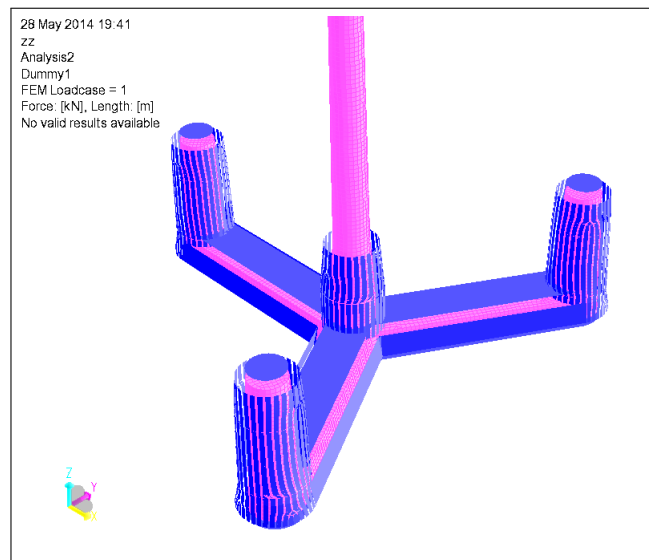 28 May 2014 19:41
zz
Analysis2
Dummy1
FEM Loadcase = 1
Force: [kN], Length: [m]
No valid results available
Z
Y
X